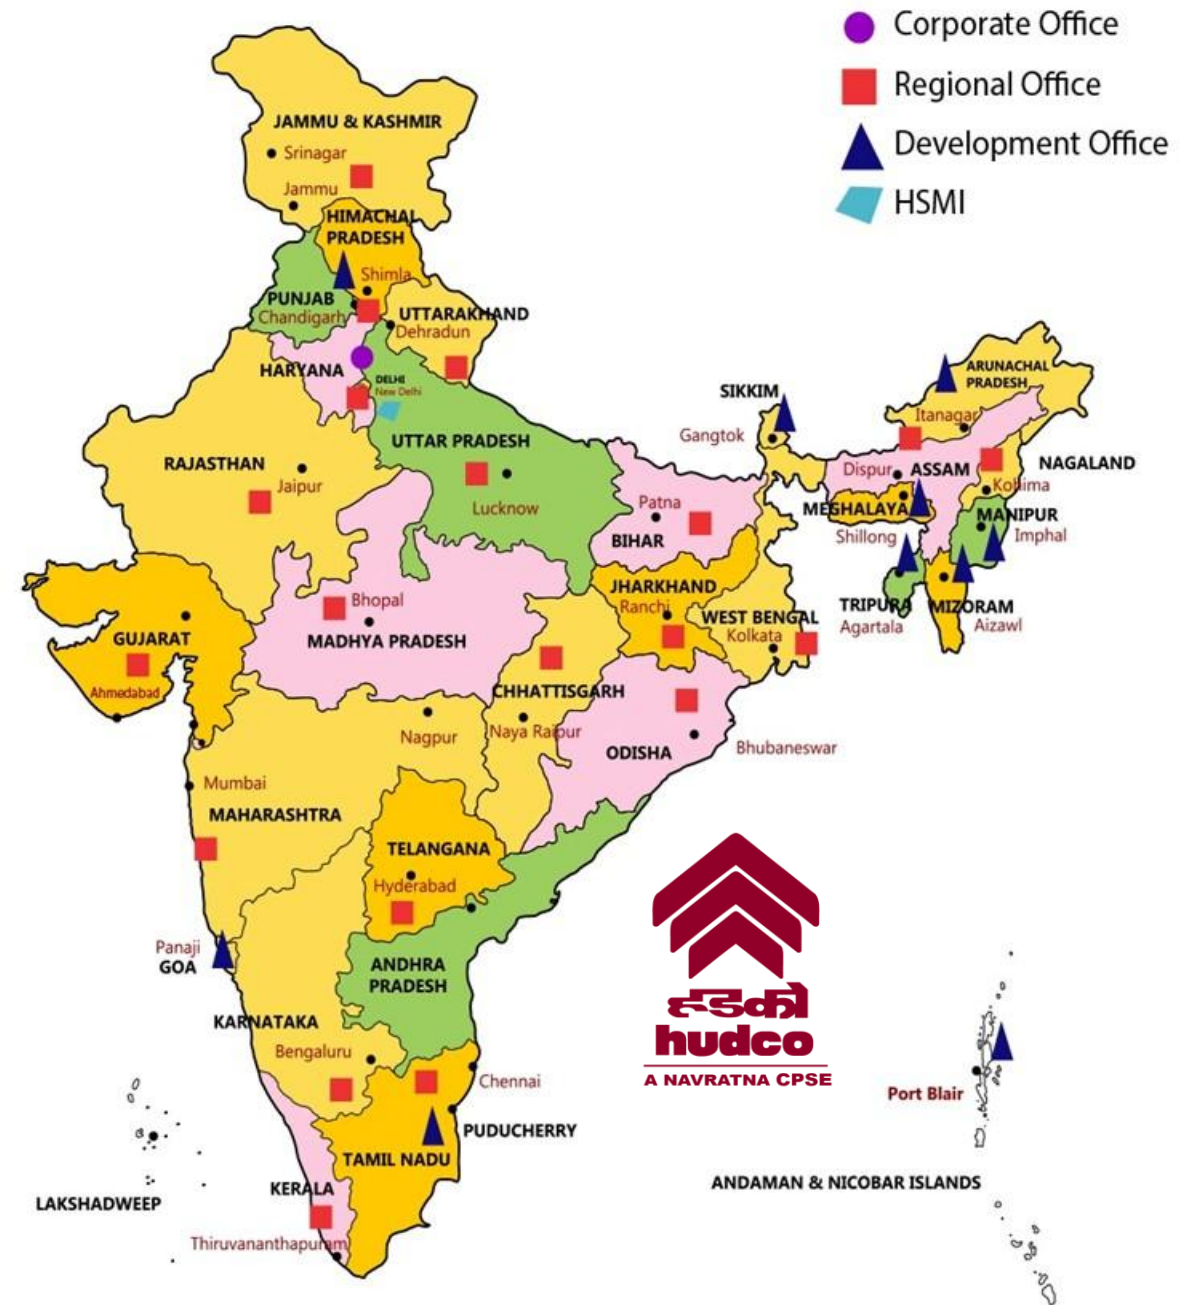 Corporate Office
Regional Office
Development Office
HSMI
JAMMU & KASHMIR
Srinagar
Jammu
HIMACHAL
PRADESH
Shimla
PUNJAB
Chandigarh
UTTARAKHAND
Dehradun
HARYANA
DELHI
New Delhi
ARUNACHAL
PRADESH
SIKKIM
Itanagar
Gangtok
UTTAR PRADESH
RAJASTHAN
Jaipur
Lucknow
Dispur
ASSAM
NAGALAND
Kohima
Patna
BIHAR
MEGHALAYA
Shillong
MANIPUR
Imphal
JHARKHAND
Ranchi
Bhopal
MADHYA PRADESH
WEST BENGAL
Kolkata
TRIPURA
Agartala
MIZORAM
Aizawl
GUJARAT
Ahmedabad
CHHATTISGARH
Naya Raipur
Nagpur
ODISHA
Bhubaneswar
Mumbai
MAHARASHTRA
TELANGANA
Hyderabad
Panaji
GOA
ANDHRA
PRADESH
हडको
hudco
A NAVRATNA CPSE
KARNATAKA
Bengaluru
Chennai
Port Blair
PUDUCHERRY
TAMIL NADU
ANDAMAN & NICOBAR ISLANDS
KERALA
LAKSHADWEEP
Thiruvananthapuram